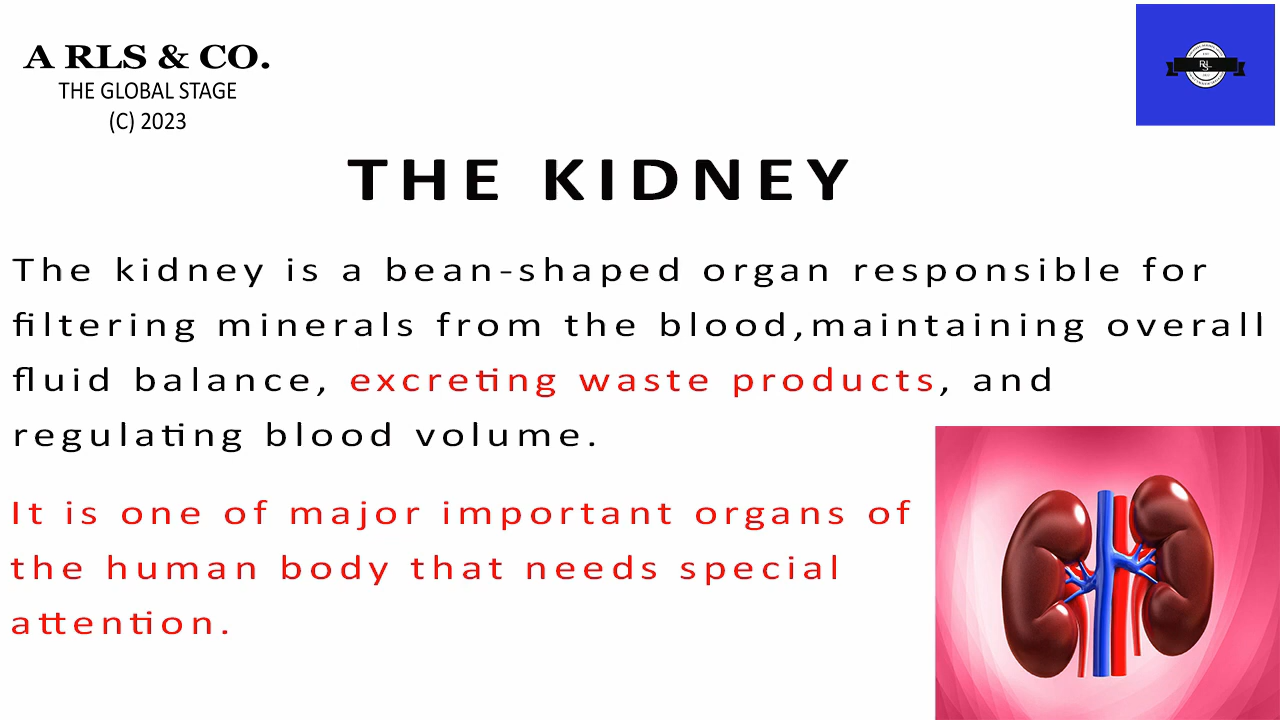 A RLS & CO.
THE GLOBAL STAGE
(C) 2023
THE KIDNEY
The kidney is a bean-shaped organ responsible for
filtering minerals from the blood,maintaining overall
fluid balance, excreting waste products, and
regulating blood volume.
It is one of major important organs of
the human body that needs special
attention.